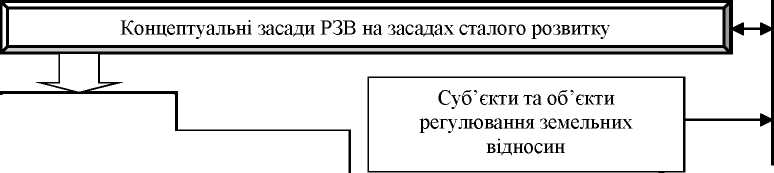 Концептуальні засади РЗВ на засадах сталого розвитку
Суб’єкти та об’єкти
регулювання земельних
відносин